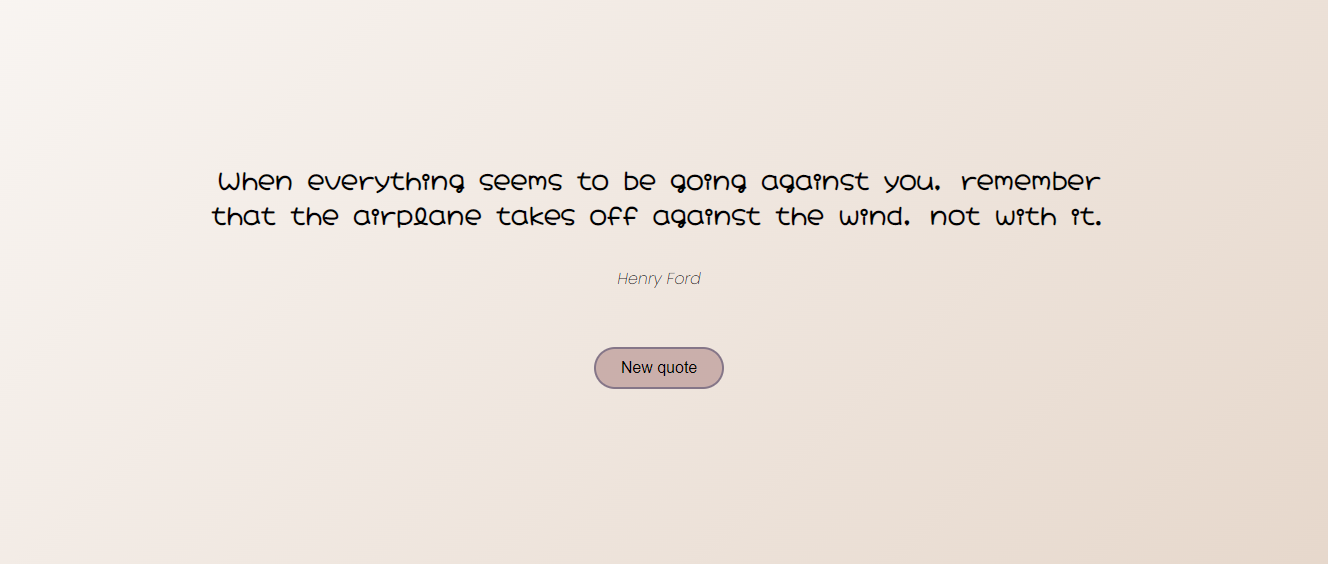 When everything seems to be going against you, remember
that the airplane takes off against the wind, not with it.
Henry Ford
New quote